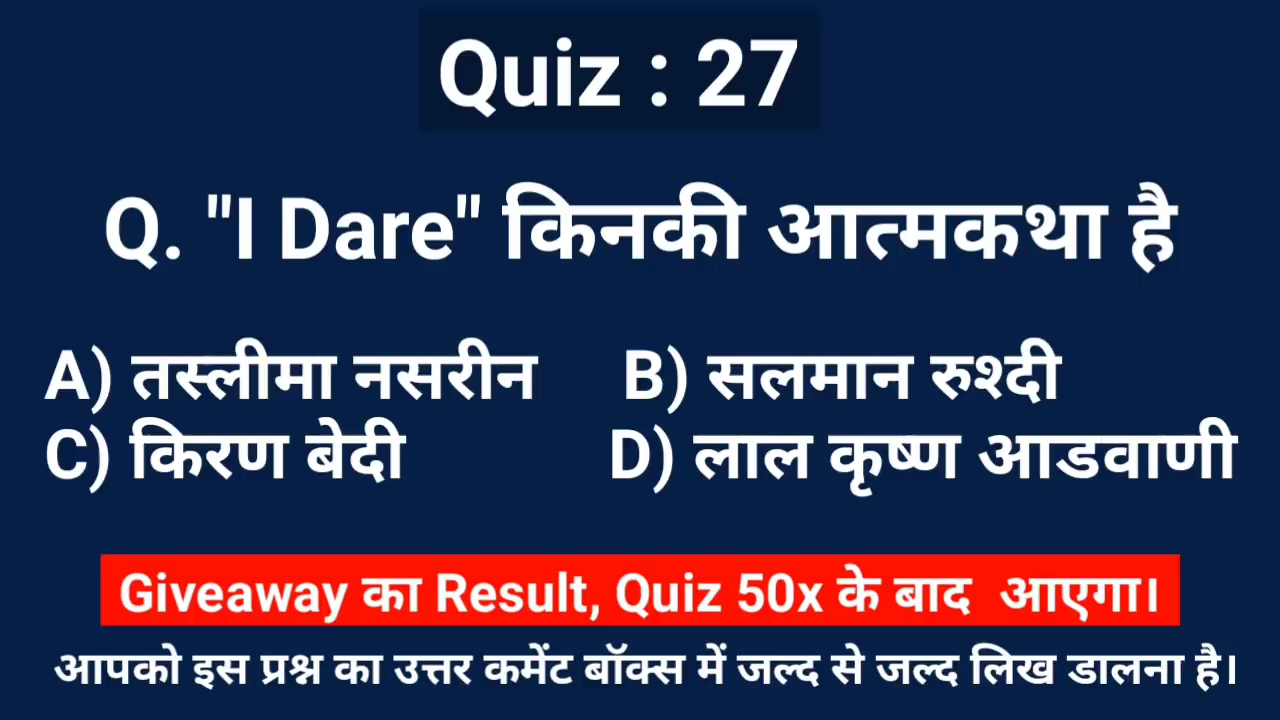 Quiz : 27
Q. "I Dare" किनकी आत्मकथा है
A) तस्लीमा नसरीन B) सलमान रुश्दी
C) किरण बेदी D) लाल कृष्ण आडवाणी
Giveaway का Result, Quiz 50x के बाद आएगा।
आपको इस प्रश्न का उत्तर कमेंट बॉक्स में जल्द से जल्द लिख डालना है।